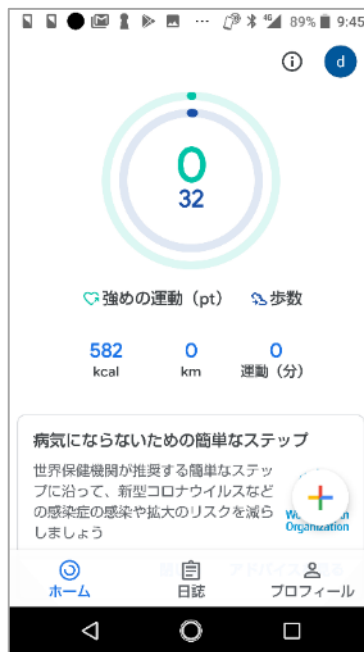 89% 9:45
d
0
32
強めの運動（pt） 歩数
582 0 0
kcal km 運動（分）
病気にならないための簡単なステップ
世界保健機関が推奨する簡単なステッ
プに沿って、新型コロナウイルスなど
の感染症の感染や拡大のリスクを減ら
しましょう
Organization
ホーム 日誌 プロフィール